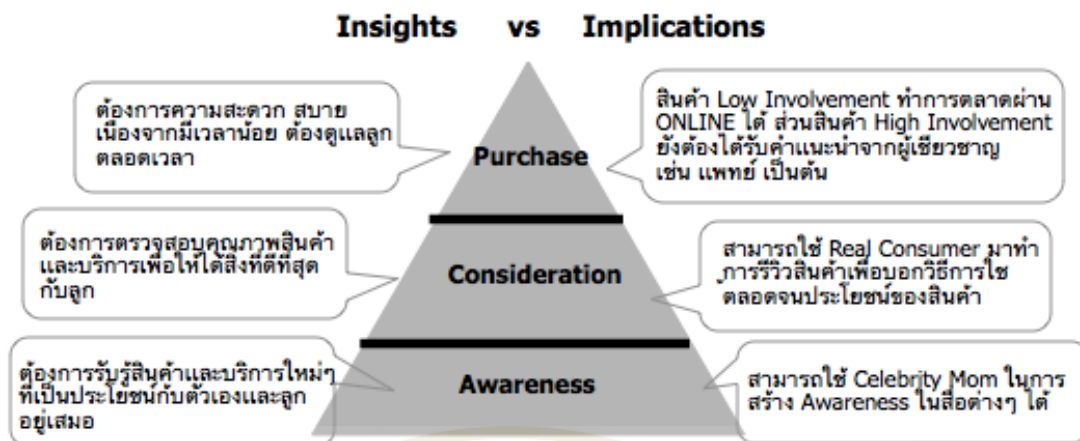 Insights vs Implications
ต้องการความสะดวก สบาย
เนื่องจากมีเวลาน้อย ต้องดูแลลูก
ตลอดเวลา
Purchase
สินค้า Low Involvement ทำการตลาดผ่าน
ONLINE ได้ ส่วนสินค้า High Involvement
ยังต้องได้รับคำแนะนำจากผู้เชี่ยวชาญ
เช่น แพทย์ เป็นต้น
ต้องการตรวจสอบคุณภาพสินค้า
และบริการเพื่อให้ได้สิ่งที่ดีที่สุด
กับลูก
Consideration
สามารถใช้ Real Consumer มาทำ
การรีวิวสินค้าเพื่อบอกวิธีการใช้
ตลอดจนประโยชน์ของสินค้า
ต้องการรับรู้สินค้าและบริการใหม่ๆ
ที่เป็นประโยชน์กับตัวเองและลูก
อยู่เสมอ
Awareness
สามารถใช้ Celebrity Mom ในการ
สร้าง Awareness ในสื่อต่างๆ ได้